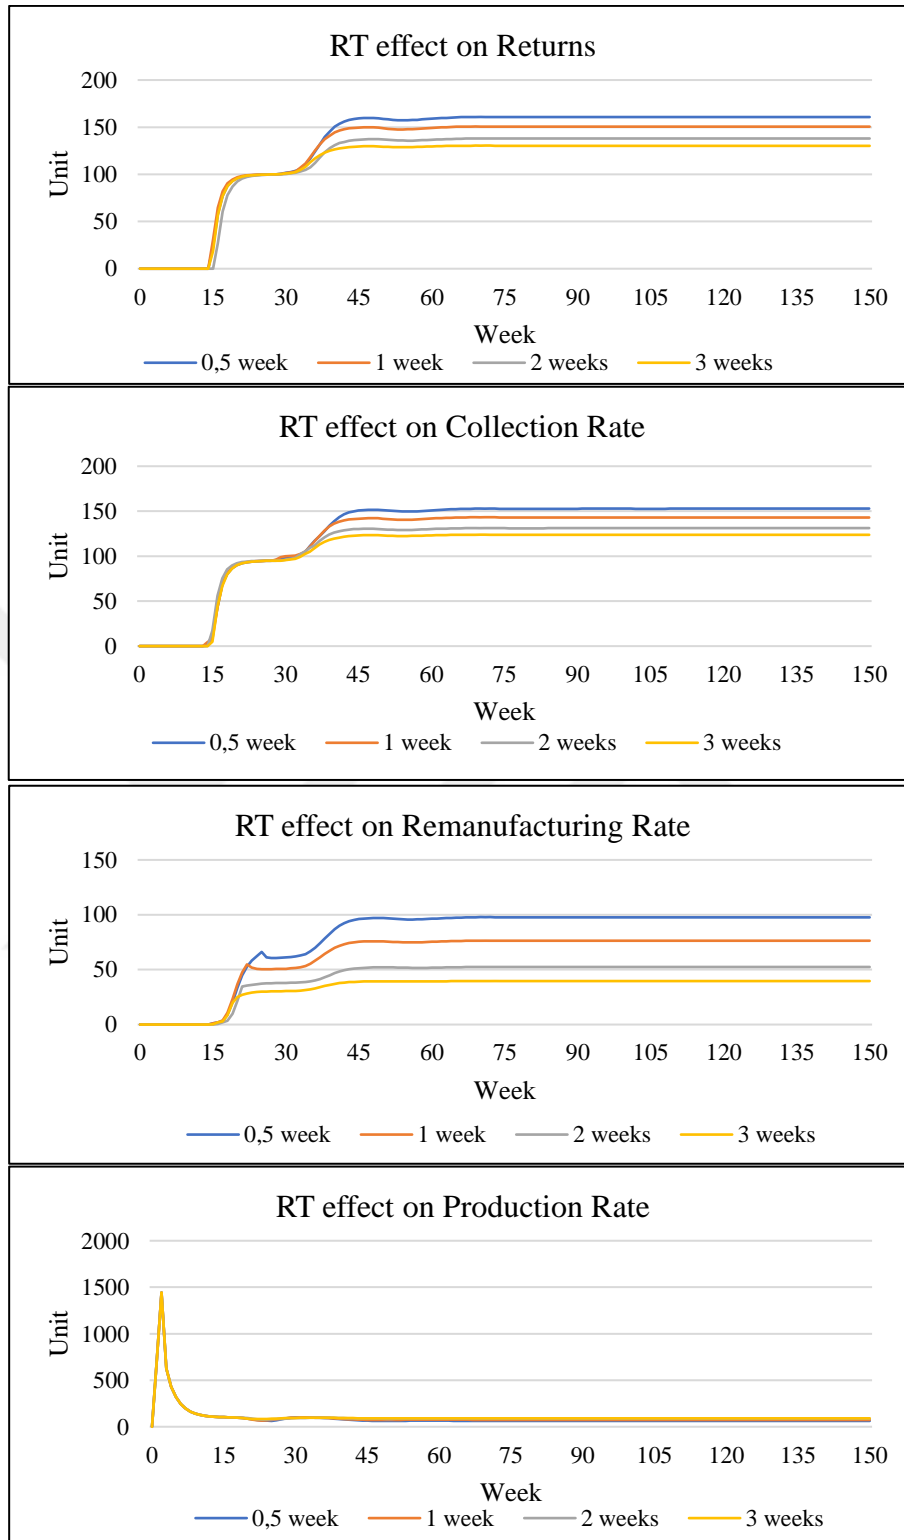 RT effect on Returns
200
150
100
50
0
Unit
0 15 30 45 60 75 90 105 120 135 150
Week
0,5 week 1 week 2 weeks 3 weeks
RT effect on Collection Rate
200
150
100
50
0
Unit
0 15 30 45 60 75 90 105 120 135 150
Week
0,5 week 1 week 2 weeks 3 weeks
RT effect on Remanufacturing Rate
150
100
50
0
Unit
0 15 30 45 60 75 90 105 120 135 150
Week
0,5 week 1 week 2 weeks 3 weeks
RT effect on Production Rate
2000
1500
1000
500
0
Unit
0 15 30 45 60 75 90 105 120 135 150
Week
0,5 week 1 week 2 weeks 3 weeks